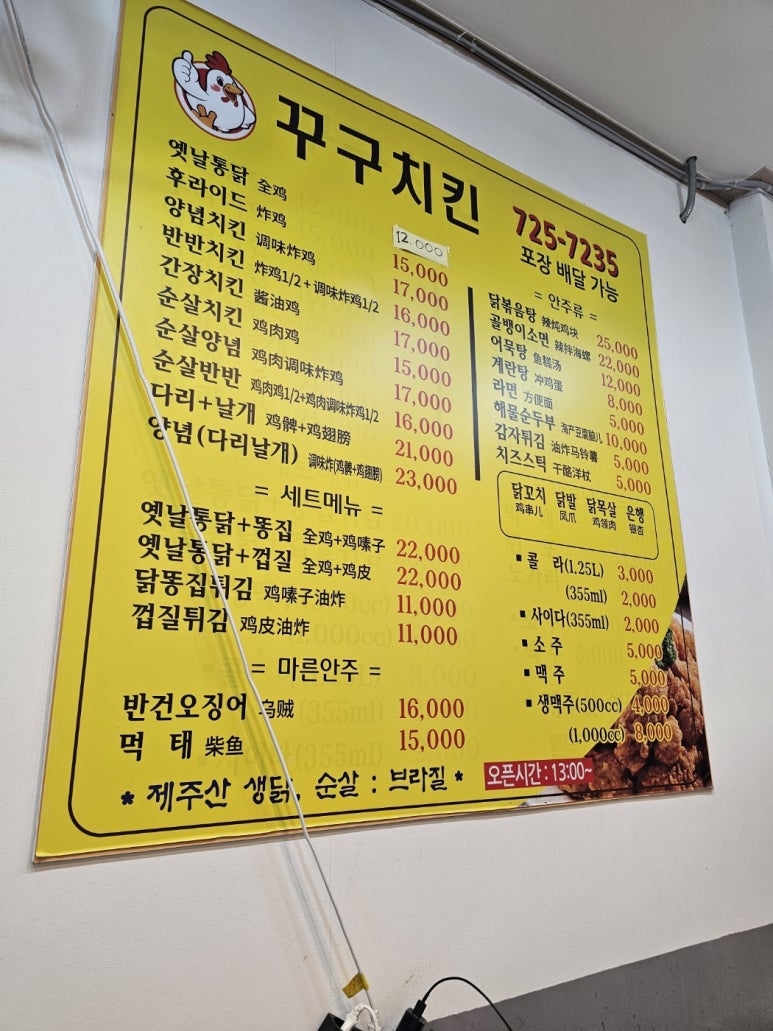 꾸구치킨
725-7235
포장 배달 가능
옛날통닭 全鸡 12.000
후라이드 炸鸡 15,000
양념치킨 调味炸鸡 17,000
반반치킨 炸鸡1/2+调味炸鸡1/2 16,000
간장치킨 酱油鸡 17,000
순살치킨 鸡肉鸡 15,000
순살양념 鸡肉调味炸鸡 17,000
순살반반 鸡肉鸡1/2+鸡肉调味炸鸡1/2 16,000
다리+날개 鸡髀+鸡翅膀 21,000
양념(다리날개) 调味炸(鸡髀+鸡翅膀) 23,000
= 세트메뉴 =
옛날통닭+똥집 全鸡+鸡嗉子 22,000
옛날통닭+껍질 全鸡+鸡皮 22,000
닭똥집튀김 鸡嗉子油炸 11,000
껍질튀김 鸡皮油炸 11,000
= 마른안주 =
반건오징어 乌贼 16,000
먹 태 柴鱼 15,000
* 제주산 생닭, 순살 : 브라질 *
= 안주류 =
닭볶음탕 辣炖鸡块 25,000
골뱅이소면 辣拌海螺 22,000
어묵탕 鱼糕汤 12,000
계란탕 冲鸡蛋 8,000
라면 方便面 5,000
해물순두부 海产豆腐脑儿 10,000
감자튀김 油炸马铃薯 5,000
치즈스틱 干酪洋杖 5,000
닭꼬치 닭발 닭목살 은행
鸡串儿 凤爪 鸡领肉 银杏
▪ 콜 라(1.25L) 3,000
(355ml) 2,000
▪ 사이다(355ml) 2,000
▪ 소 주 5,000
▪ 맥 주 5,000
▪ 생맥주(500cc) 4,000
(1,000cc) 8,000
오픈시간 : 13:00~